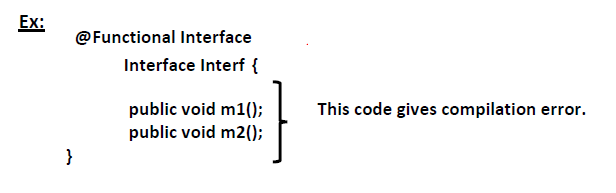 Ex:
@Functional Interface
Interface Interf {
public void m1();
public void m2();
This code gives compilation error.
}